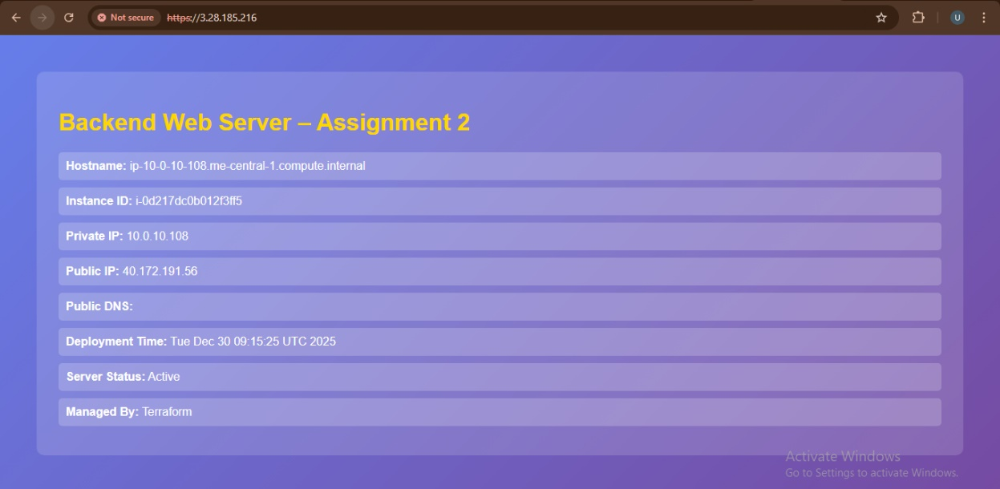 Not secure https://3.28.185.216
U
Backend Web Server – Assignment 2
Hostname: ip-10-0-10-108.me-central-1.compute.internal
Instance ID: i-0d217dc0b012f3ff5
Private IP: 10.0.10.108
Public IP: 40.172.191.56
Public DNS:
Deployment Time: Tue Dec 30 09:15:25 UTC 2025
Server Status: Active
Managed By: Terraform
Activate Windows
Go to Settings to activate Windows.